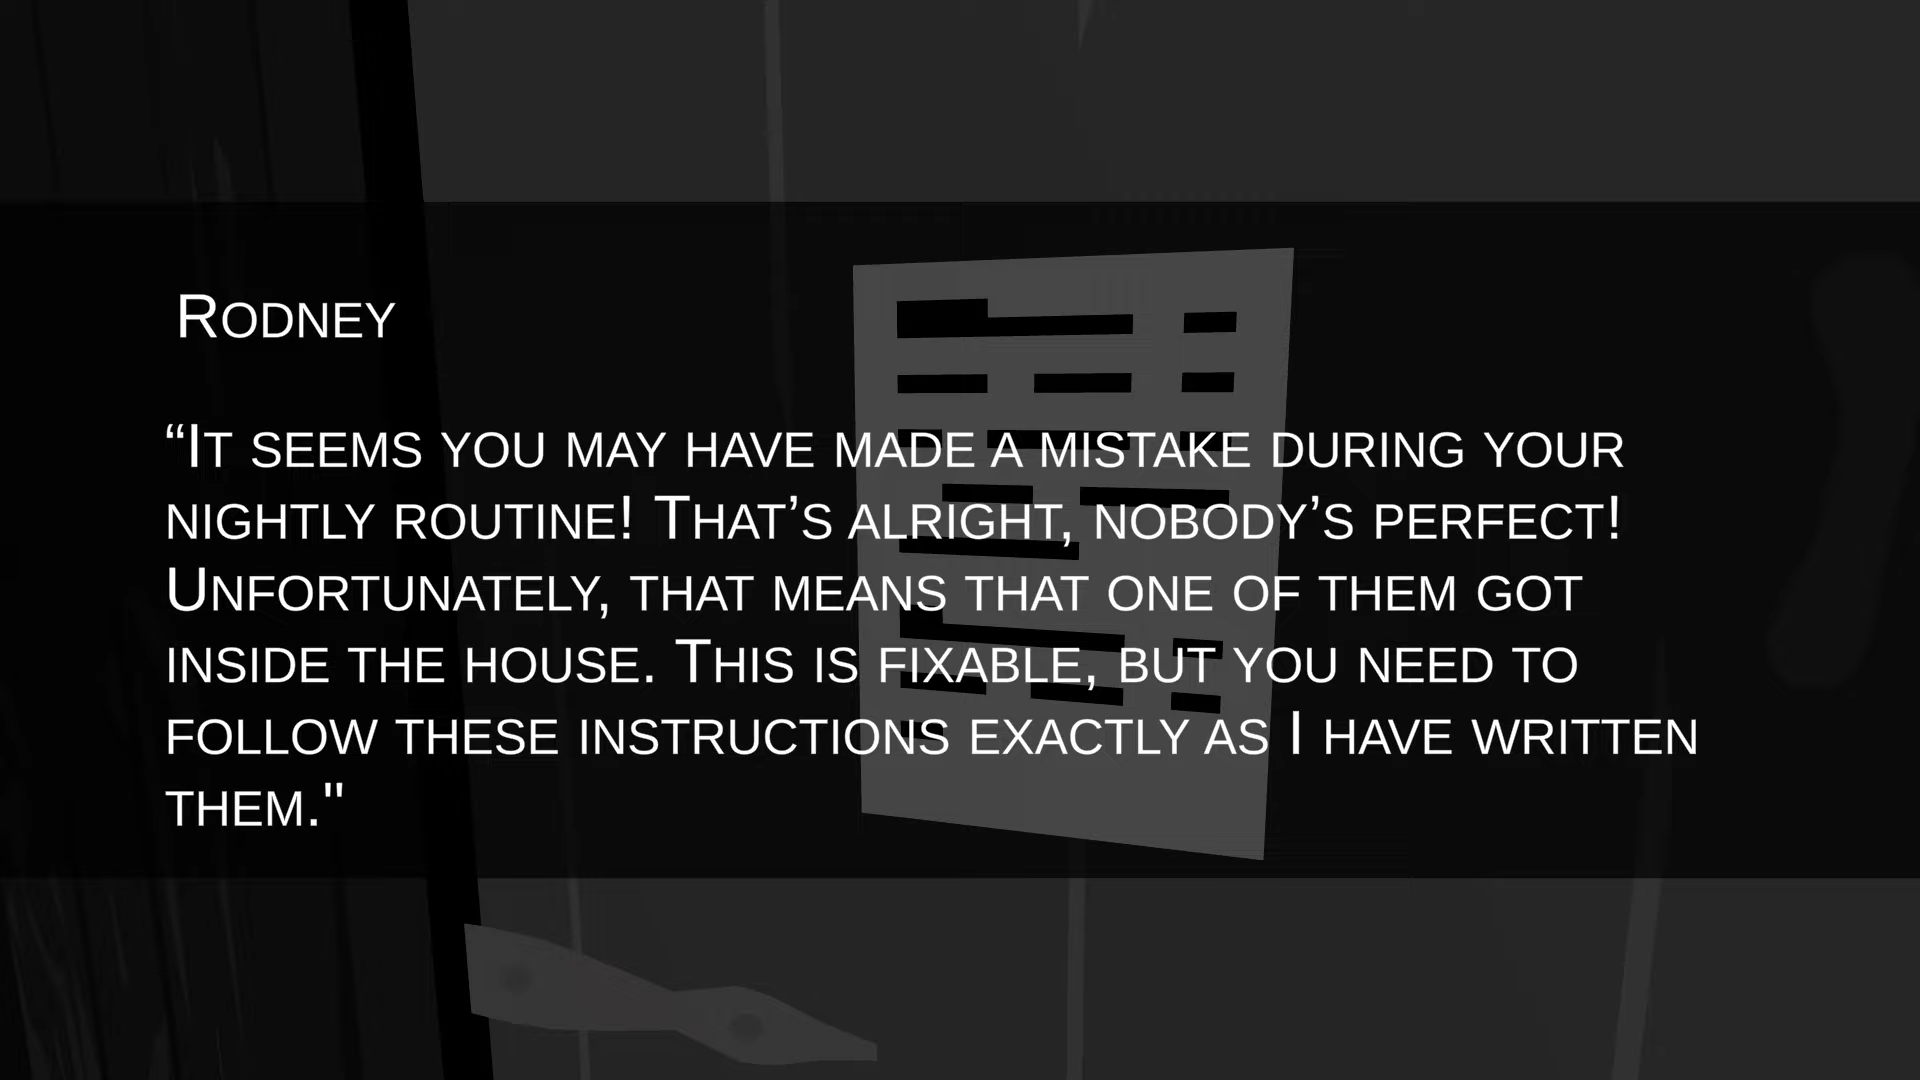 Rodney
“It seems you may have made a mistake during your
nightly routine! That’s alright, nobody’s perfect!
Unfortunately, that means that one of them got
inside the house. This is fixable, but you need to
follow these instructions exactly as I have written
them."